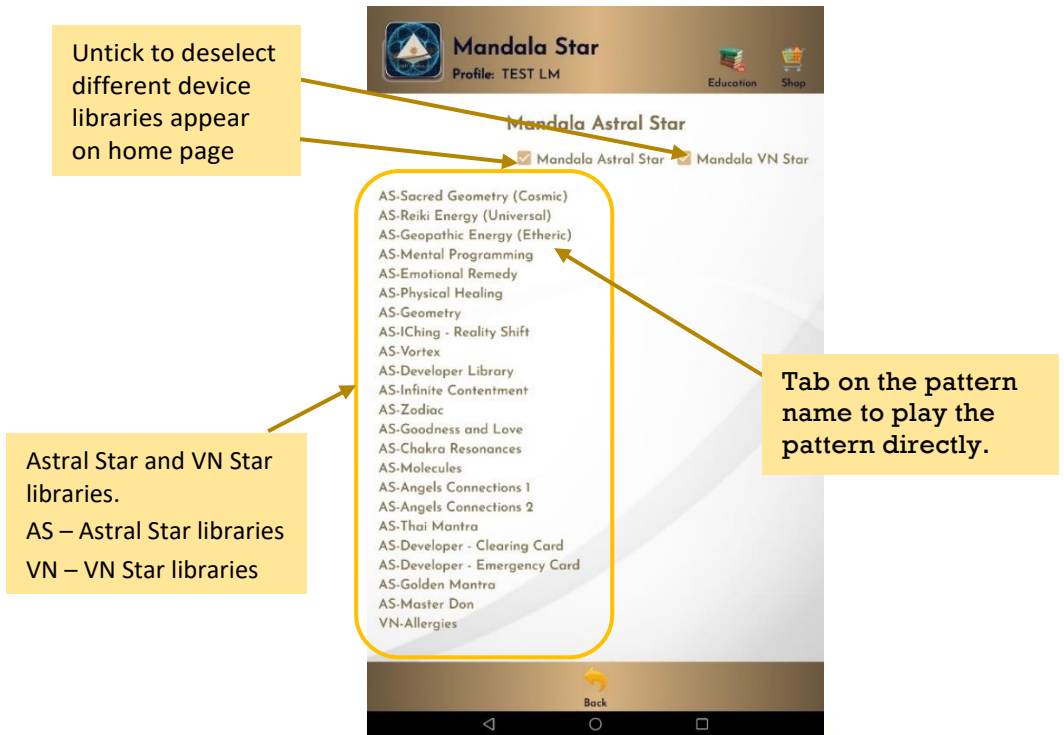 Untick to deselect
different device
libraries appear
on home page
Mandala Star
Profile: TEST LM
Education
Shop
Mandala Astral Star
Mandala Astral Star
Mandala VN Star
AS-Sacred Geometry (Cosmic)
AS-Reiki Energy (Universal)
AS-Geopathic Energy (Etheric)
AS-Mental Programming
AS-Emotional Remedy
AS-Physical Healing
AS-Geometry
AS-IChing - Reality Shift
AS-Vortex
AS-Developer Library
AS-Infinite Contentment
AS-Zodiac
AS-Goodness and Love
AS-Chakra Resonances
AS-Molecules
AS-Angels Connections 1
AS-Angels Connections 2
AS-Thai Mantra
AS-Developer - Clearing Card
AS-Developer - Emergency Card
AS-Golden Mantra
AS-Master Don
VN-Allergies
Tab on the pattern
name to play the
pattern directly.
Astral Star and VN Star
libraries.
AS – Astral Star libraries
VN – VN Star libraries
Back